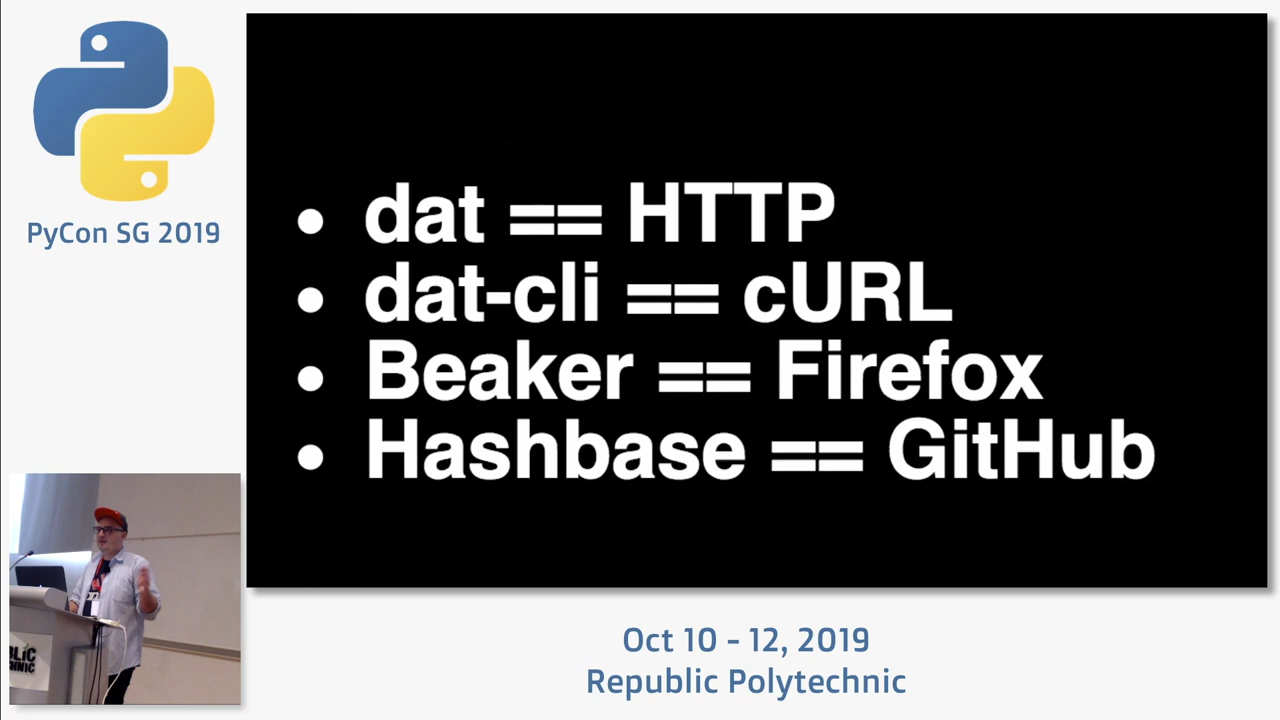 PyCon SG 2019
• dat == HTTP
• dat-cli == cURL
• Beaker == Firefox
• Hashbase == GitHub
Oct 10 - 12, 2019
Republic Polytechnic